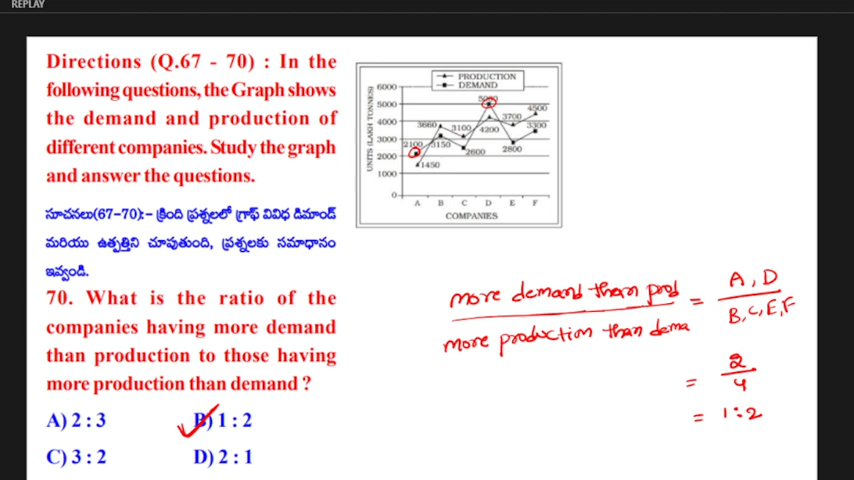 REPLAY
Directions (Q.67 - 70) : In the
following questions, the Graph shows
the demand and production of
different companies. Study the graph
and answer the questions.
సూచనలు(67-70):- క్రింది ప్రశ్నలలో గ్రాఫ్ వివిధ డిమాండ్
మరియు ఉత్పత్తిని చూపుతుంది, ప్రశ్నలకు సమాధానం
ఇవ్వండి.
70. What is the ratio of the
companies having more demand
than production to those having
more production than demand ?
A) 2 : 3 B) 1 : 2
C) 3 : 2 D) 2 : 1
PRODUCTION
DEMAND
UNITS (LAKH TONNES)
6000
5000
4000
3000
2000
1000
0
5000
4500
3660 3100 4200 3700 3300
2100 3150 2600 2800
1450
A B C D E F
COMPANIES
more demand than prod = A, D
more production than dema B, C, E, F
= 2
4
= 1:2